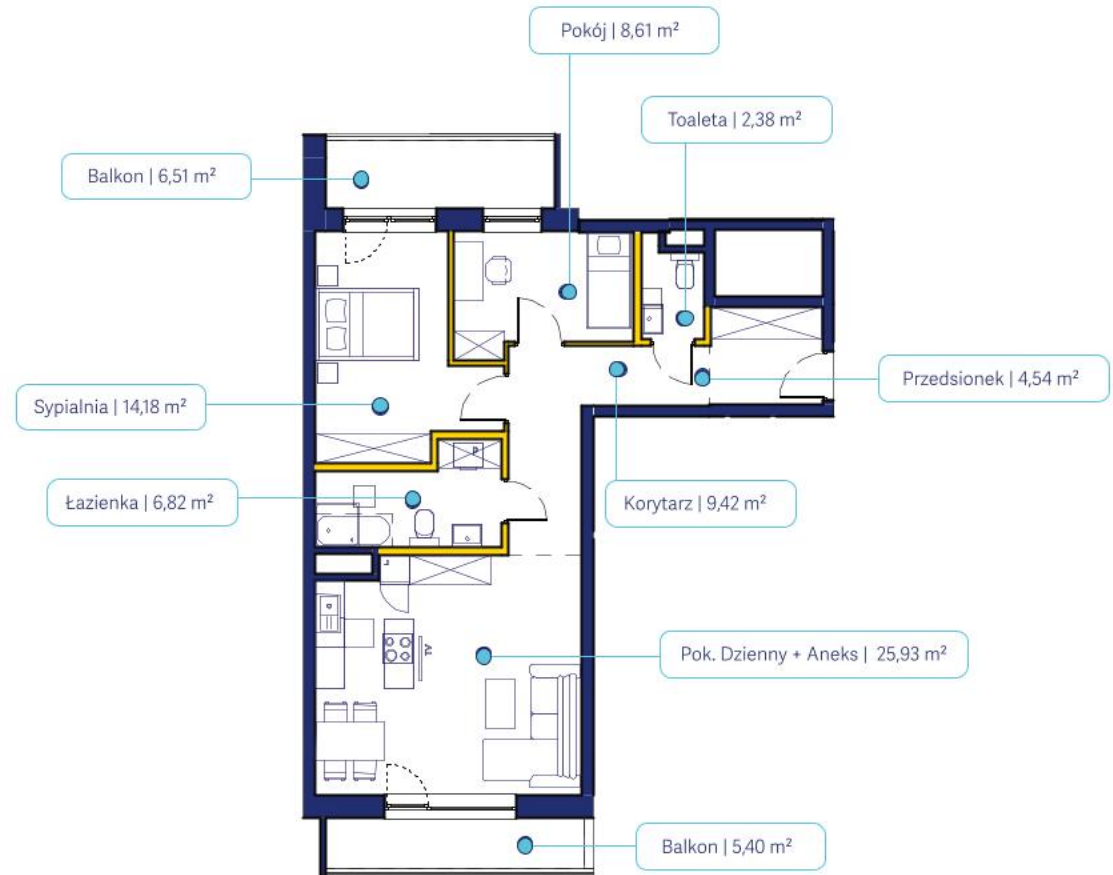 Pokój | 8,61 m²
Toaleta | 2,38 m²
Balkon | 6,51 m²
Przedsionek | 4,54 m²
Sypialnia | 14,18 m²
Łazienka | 6,82 m²
Korytarz | 9,42 m²
Pok. Dzienny + Aneks | 25,93 m²
TV
Balkon | 5,40 m²